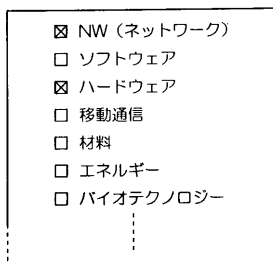 ☒ NW（ネットワーク）
☐ ソフトウェア
☒ ハードウェア
☐ 移動通信
☐ 材料
☐ エネルギー
☐ バイオテクノロジー